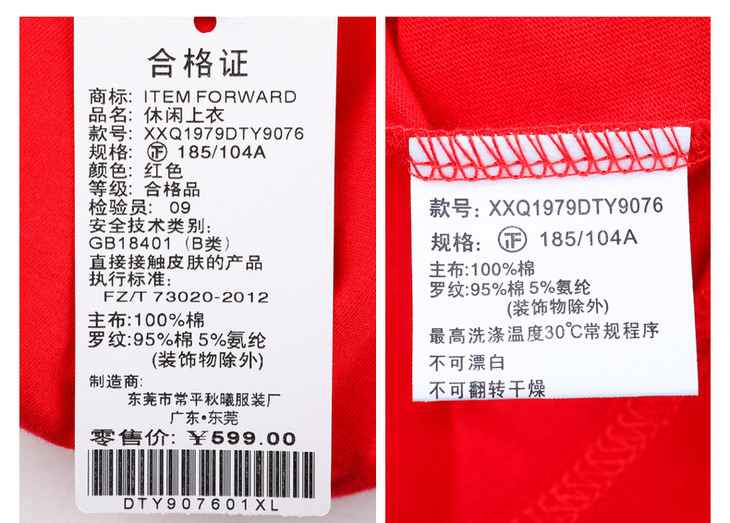 合格证
商标: ITEM FORWARD
品名: 休闲上衣
款号: XXQ1979DTY9076
规格: 正 185/104A
颜色: 红色
等级: 合格品
检验员: 09
安全技术类别:
GB18401 (B类)
直接接触皮肤的产品
执行标准:
FZ/T 73020-2012
主布:100%棉
罗纹:95%棉 5%氨纶
(装饰物除外)
制造商:
东莞市常平秋曦服装厂
广东·东莞
零售价: ¥599.00
DTY907601XL
款号: XXQ1979DTY9076
规格: 正 185/104A
主布:100%棉
罗纹:95%棉 5%氨纶
(装饰物除外)
最高洗涤温度30℃常规程序
不可漂白
不可翻转干燥